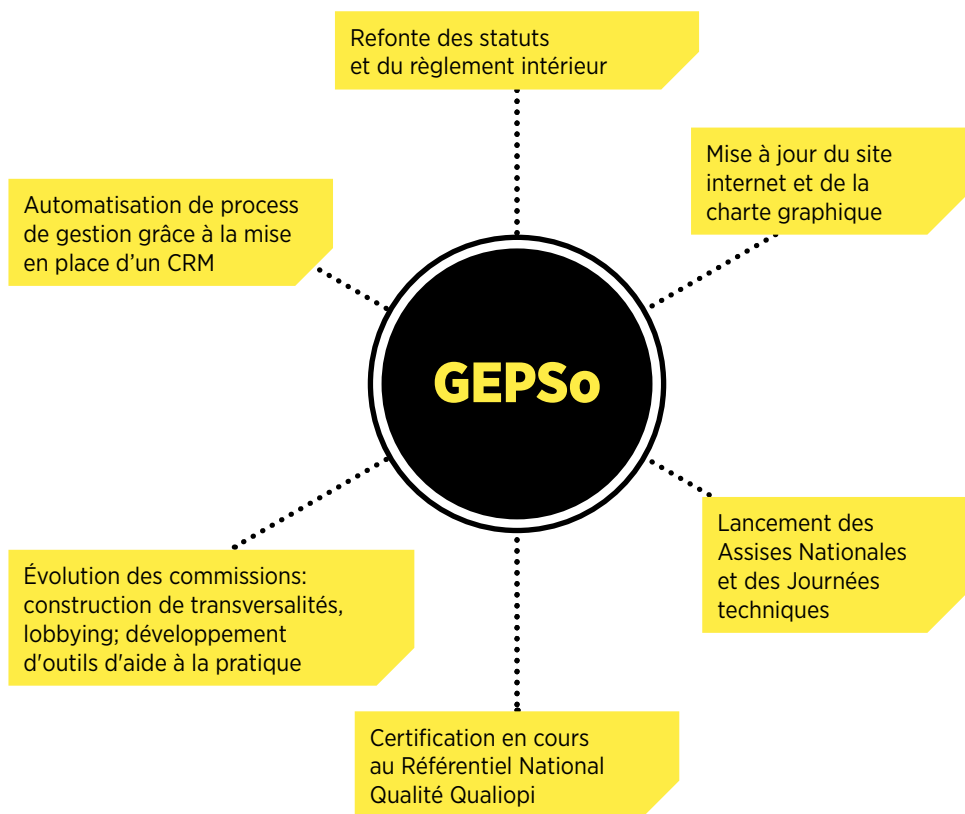 Refonte des statuts
et du règlement intérieur
Mise à jour du site
internet et de la
charte graphique
Automatisation de process
de gestion grâce à la mise
en place d’un CRM
GEPSo
Lancement des
Assises Nationales
et des Journées
techniques
Évolution des commissions:
construction de transversalités,
lobbying; développement
d'outils d'aide à la pratique
Certification en cours
au Référentiel National
Qualité Qualiopi